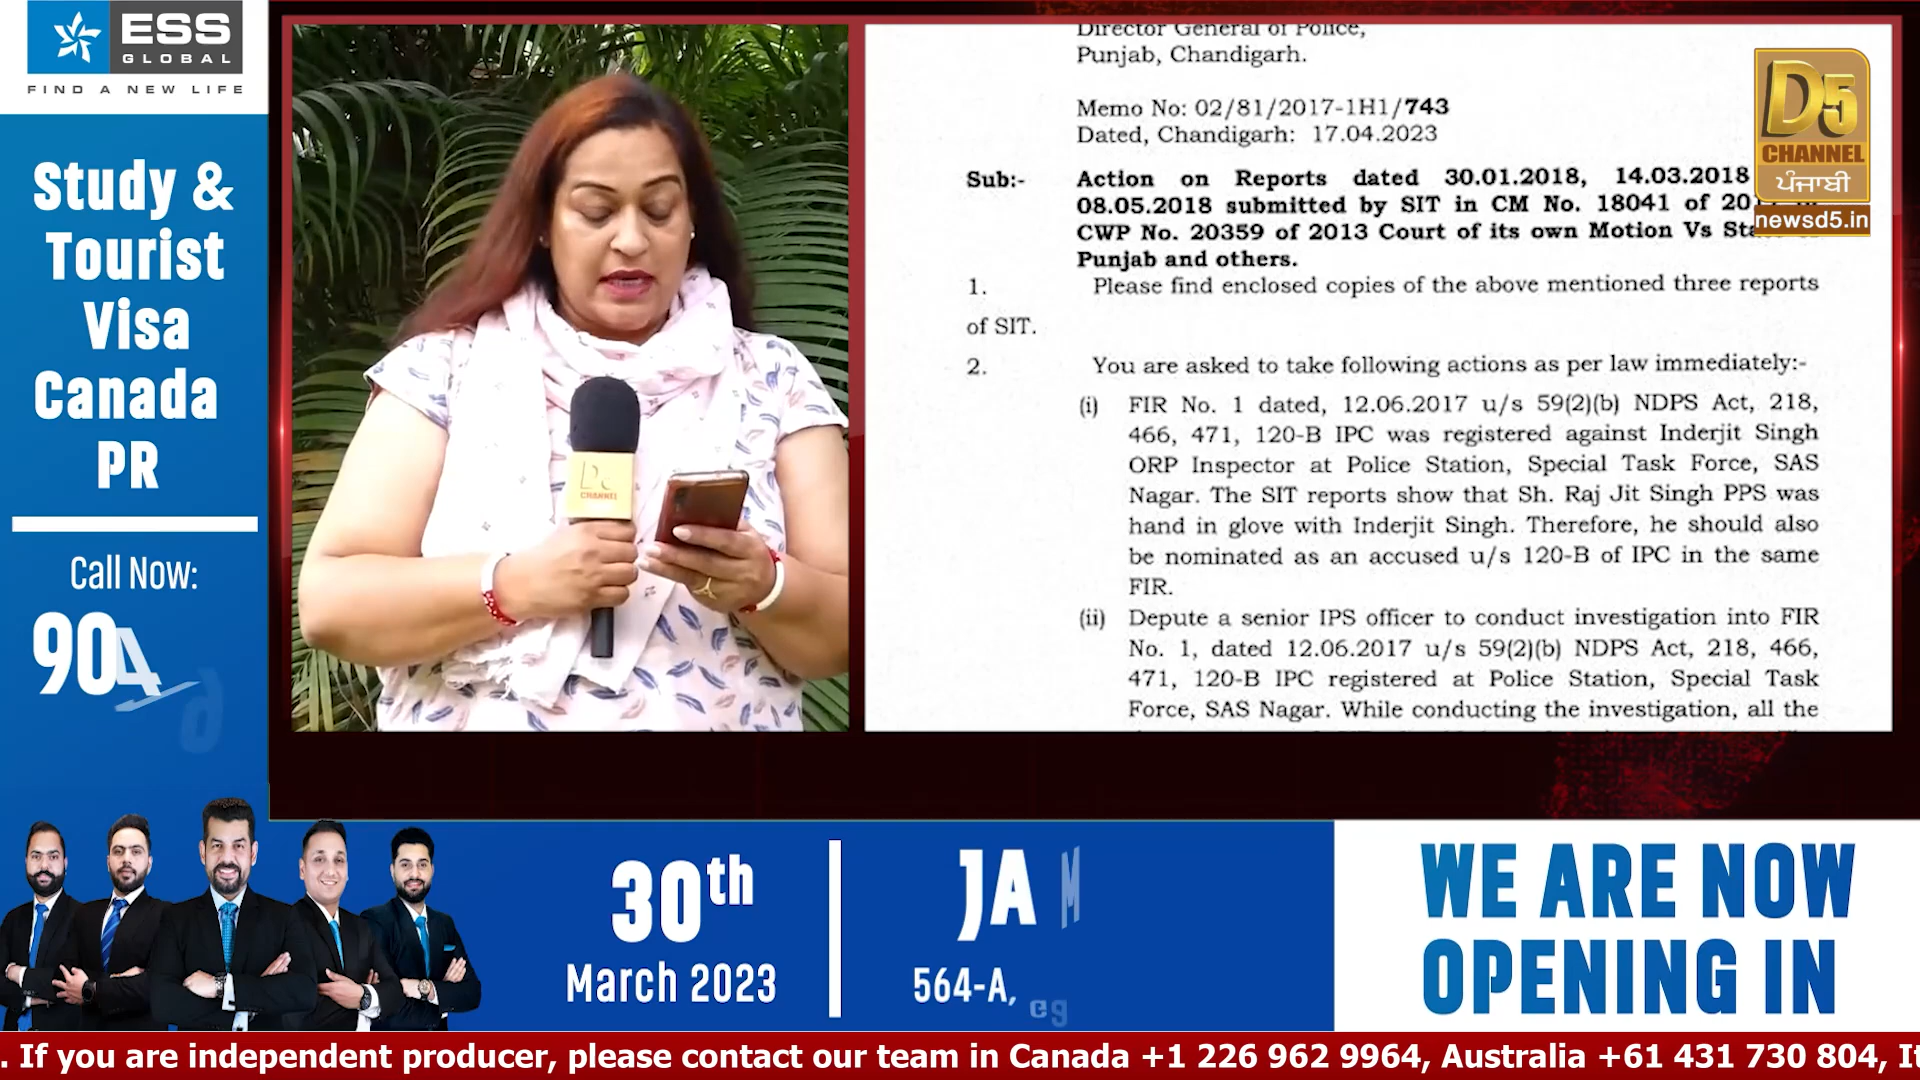 ESS
GLOBAL
FIND A NEW LIFE
Study &
Tourist
Visa
Canada
PR
Call Now:
904
Director General of Police,
Punjab, Chandigarh.
Memo No: 02/81/2017-1H1/743
Dated, Chandigarh: 17.04.2023
Sub:- Action on Reports dated 30.01.2018, 14.03.2018
08.05.2018 submitted by SIT in CM No. 18041 of
CWP No. 20359 of 2013 Court of its own Motion Vs
Punjab and others.
1. Please find enclosed copies of the above mentioned three reports
of SIT.
2. You are asked to take following actions as per law immediately:-
(i) FIR No. 1 dated, 12.06.2017 u/s 59(2)(b) NDPS Act, 218,
466, 471, 120-B IPC was registered against Inderjit Singh
ORP Inspector at Police Station, Special Task Force, SAS
Nagar. The SIT reports show that Sh. Raj Jit Singh PPS was
hand in glove with Inderjit Singh. Therefore, he should also
be nominated as an accused u/s 120-B of IPC in the same
FIR.
(ii) Depute a senior IPS officer to conduct investigation into FIR
No. 1, dated 12.06.2017 u/s 59(2)(b) NDPS Act, 218, 466,
471, 120-B IPC registered at Police Station, Special Task
Force, SAS Nagar. While conducting the investigation, all the
D5
CHANNEL
ਪੰਜਾਬੀ
newsd5.in
CHANNEL
30th
March 2023
JAM
564-A,
WE ARE NOW
OPENING IN
. If you are independent producer, please contact our team in Canada +1 226 962 9964, Australia +61 431 730 804, It